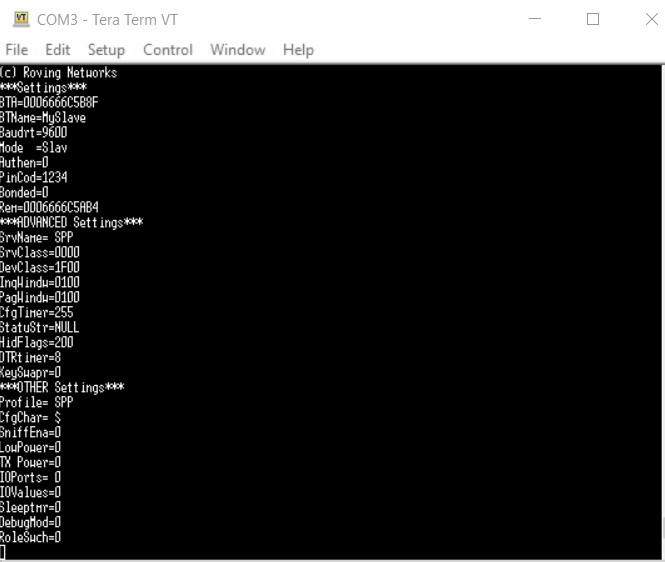 COM3 - Tera Term VT
File Edit Setup Control Window Help
(c) Roving Networks
***Settings***
BTA=0006666C5B8F
BTName=MySlave
Baudrt=9600
Mode  =Slav
Authen=0
PinCod=1234
Bonded=0
Rem=0006666C5AB4
***ADVANCED Settings***
SrvName= SPP
SrvClass=0000
DevClass=1F00
InqWindw=0100
PagWindw=0100
CfgTimer=255
StatuStr=NULL
HidFlags=200
DTRtimer=8
KeySwapr=0
***OTHER Settings***
Profile= SPP
CfgChar= $
SniffEna=0
LowPower=0
TX Power=0
IOPorts= 0
IOValues=0
Sleeptmr=0
DebugMod=0
RoleSwch=0